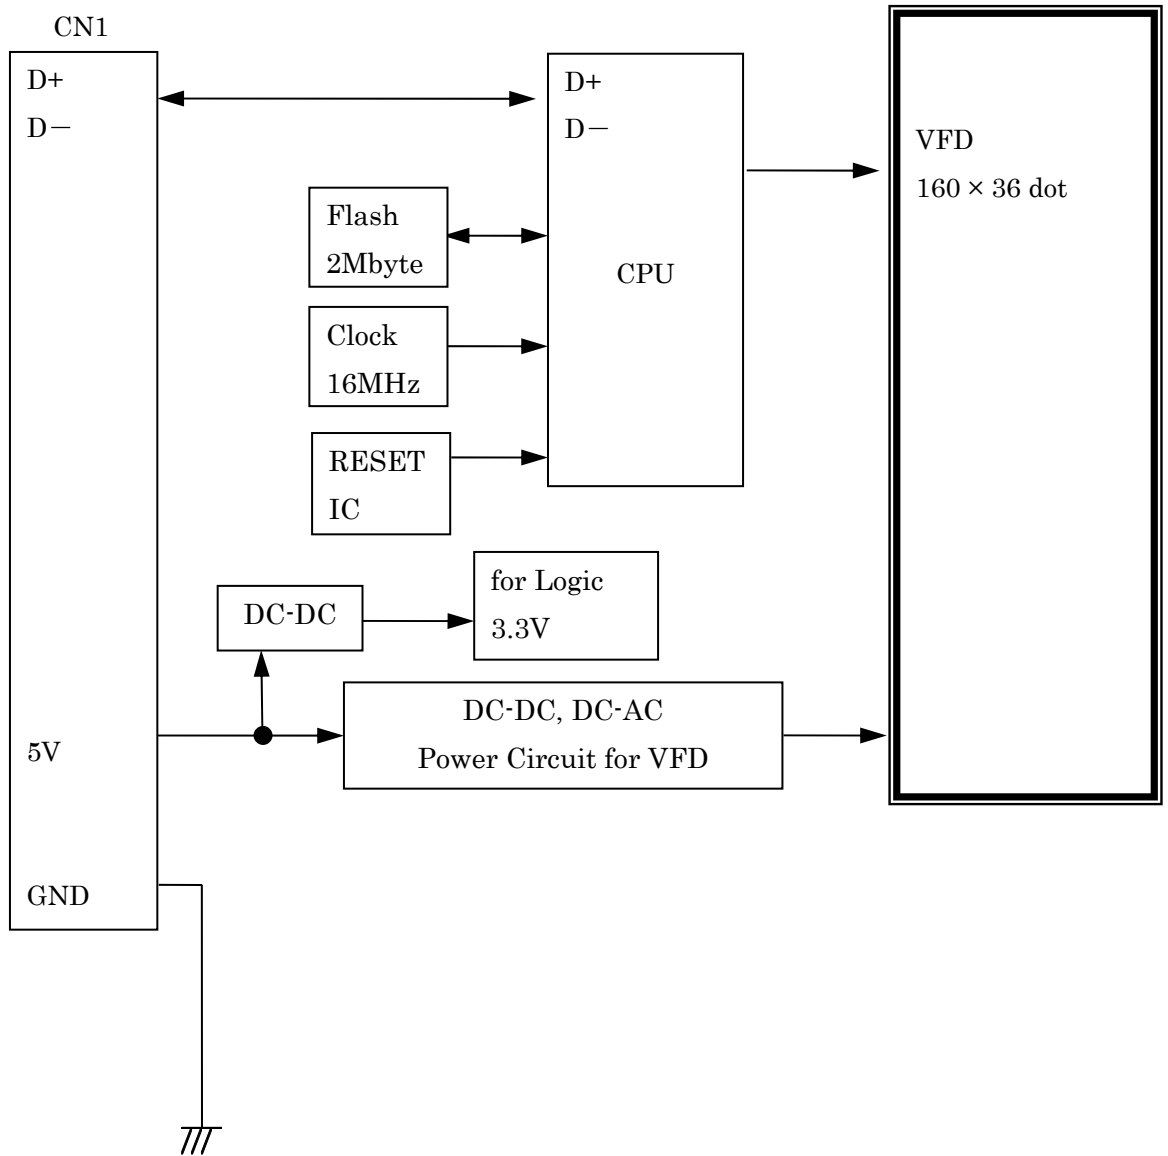 CN1
D+
D−
D+
D−
VFD
160 × 36 dot
Flash
2Mbyte
CPU
Clock
16MHz
RESET
IC
for Logic
3.3V
DC-DC
DC-DC, DC-AC
Power Circuit for VFD
5V
GND